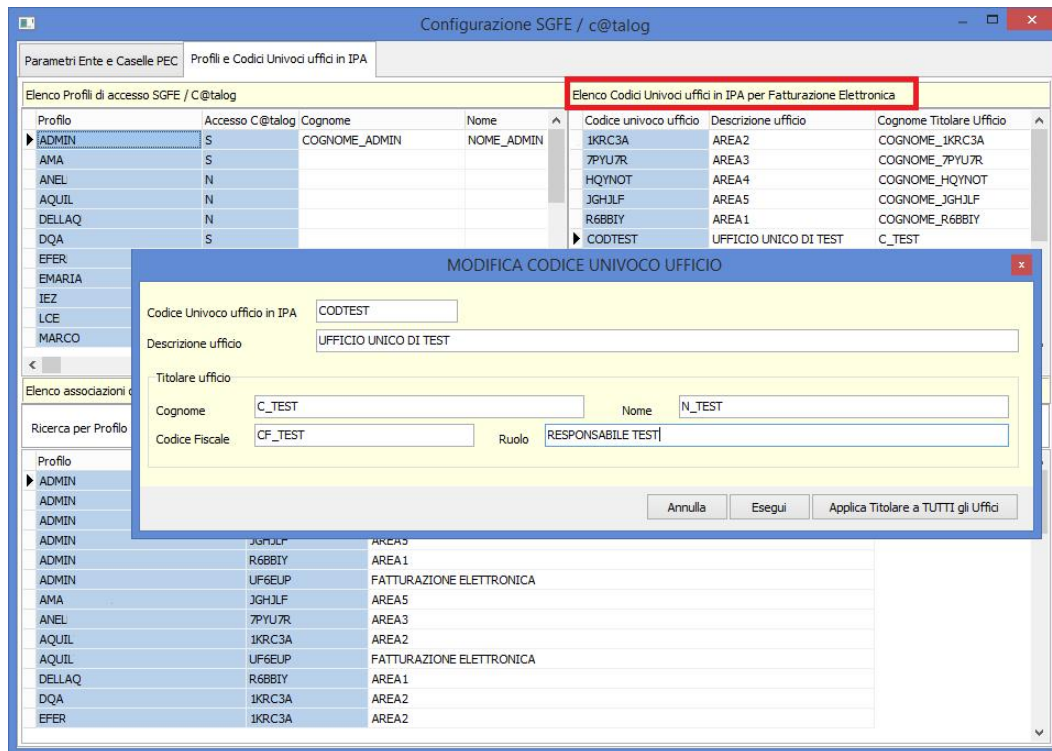 Configurazione SGFE / c@talog
Parametri Ente e Caselle PEC Profili e Codici Univoci uffici in IPA
Elenco Profili di accesso SGFE / C@talog
Profilo Accesso C@talog Cognome Nome
ADMIN S COGNOME_ADMIN NOME_ADMIN
AMA S
ANEL N
AQUIL N
DELLAQ N
DQA S
EFER
EMARIA
IEZ
LCE
MARCO
Elenco Codici Univoci uffici in IPA per Fatturazione Elettronica
Codice univoco ufficio Descrizione ufficio Cognome Titolare Ufficio
1KRC3A AREA2 COGNOME_1KRC3A
7PYU7R AREA3 COGNOME_7PYU7R
HQYNOT AREA4 COGNOME_HQYNOT
JGHJLF AREA5 COGNOME_JGHJLF
R6BBIY AREA1 COGNOME_R6BBIY
CODTEST UFFICIO UNICO DI TEST C_TEST
MODIFICA CODICE UNIVOCO UFFICIO
Codice Univoco ufficio in IPA CODTEST
Descrizione ufficio UFFICIO UNICO DI TEST
Titolare ufficio
Cognome C_TEST Nome N_TEST
Codice Fiscale CF_TEST Ruolo RESPONSABILE TEST
Annulla Esegui Applica Titolare a TUTTI gli Uffici
Elenco associazioni
Ricerca per Profilo
Profilo
ADMIN
ADMIN
ADMIN
ADMIN JGHJLF AREA5
ADMIN R6BBIY AREA1
ADMIN UF6EUP FATTURAZIONE ELETTRONICA
AMA JGHJLF AREA5
ANEL 7PYU7R AREA3
AQUIL 1KRC3A AREA2
AQUIL UF6EUP FATTURAZIONE ELETTRONICA
DELLAQ R6BBIY AREA1
DQA 1KRC3A AREA2
EFER 1KRC3A AREA2